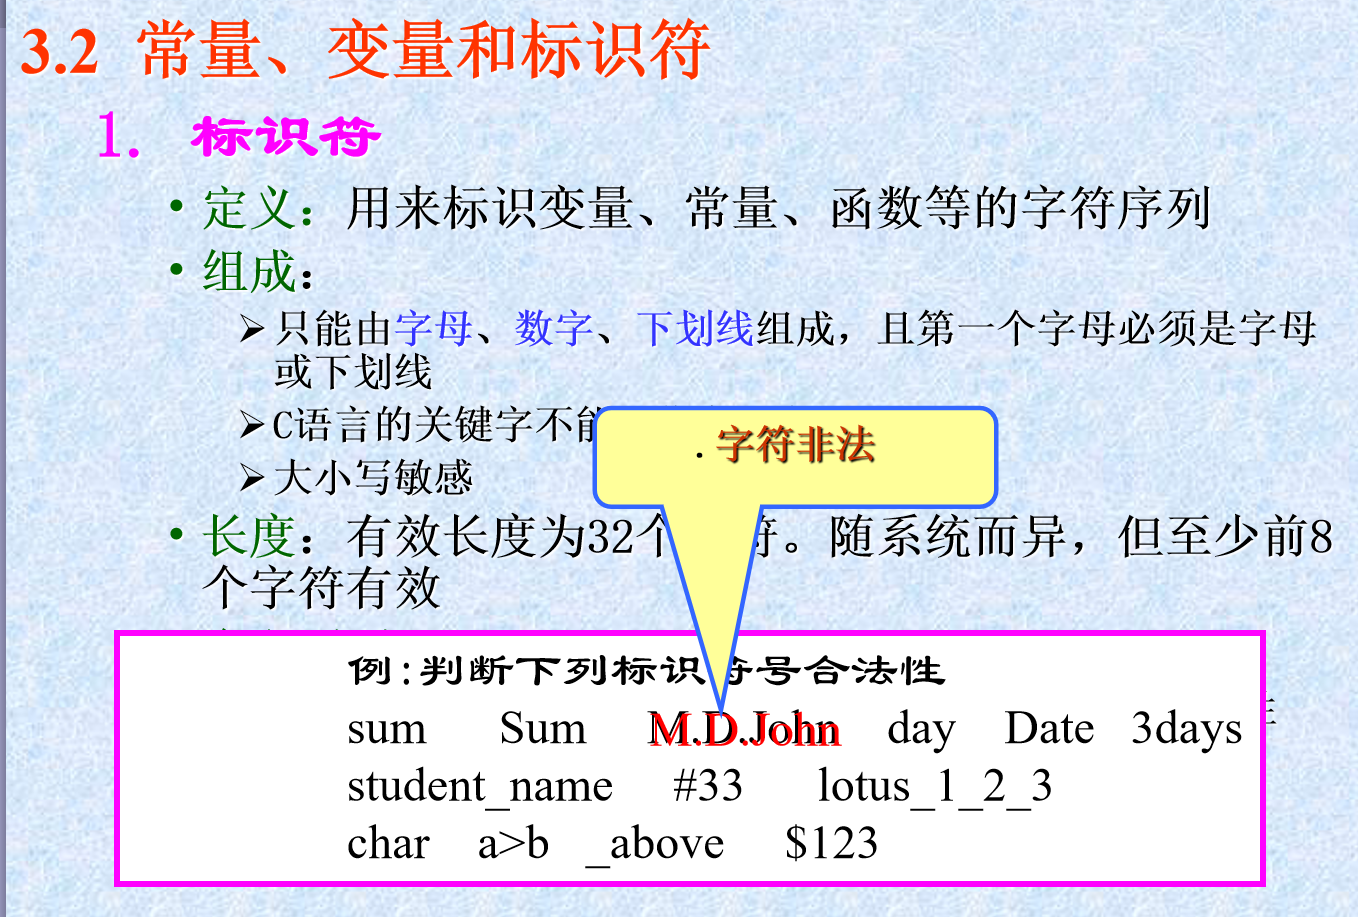 3.2 常量、变量和标识符
1. 标识符
• 定义：用来标识变量、常量、函数等的字符序列
• 组成：
➢只能由字母、数字、下划线组成，且第一个字母必须是字母
或下划线
➢C语言的关键字不能
. 字符非法
➢大小写敏感
• 长度：有效长度为32个 符。随系统而异，但至少前8
个字符有效
例:判断下列标识符号合法性
sum Sum M.D.John day Date 3days
student_name #33 lotus_1_2_3
char a>b _above $123